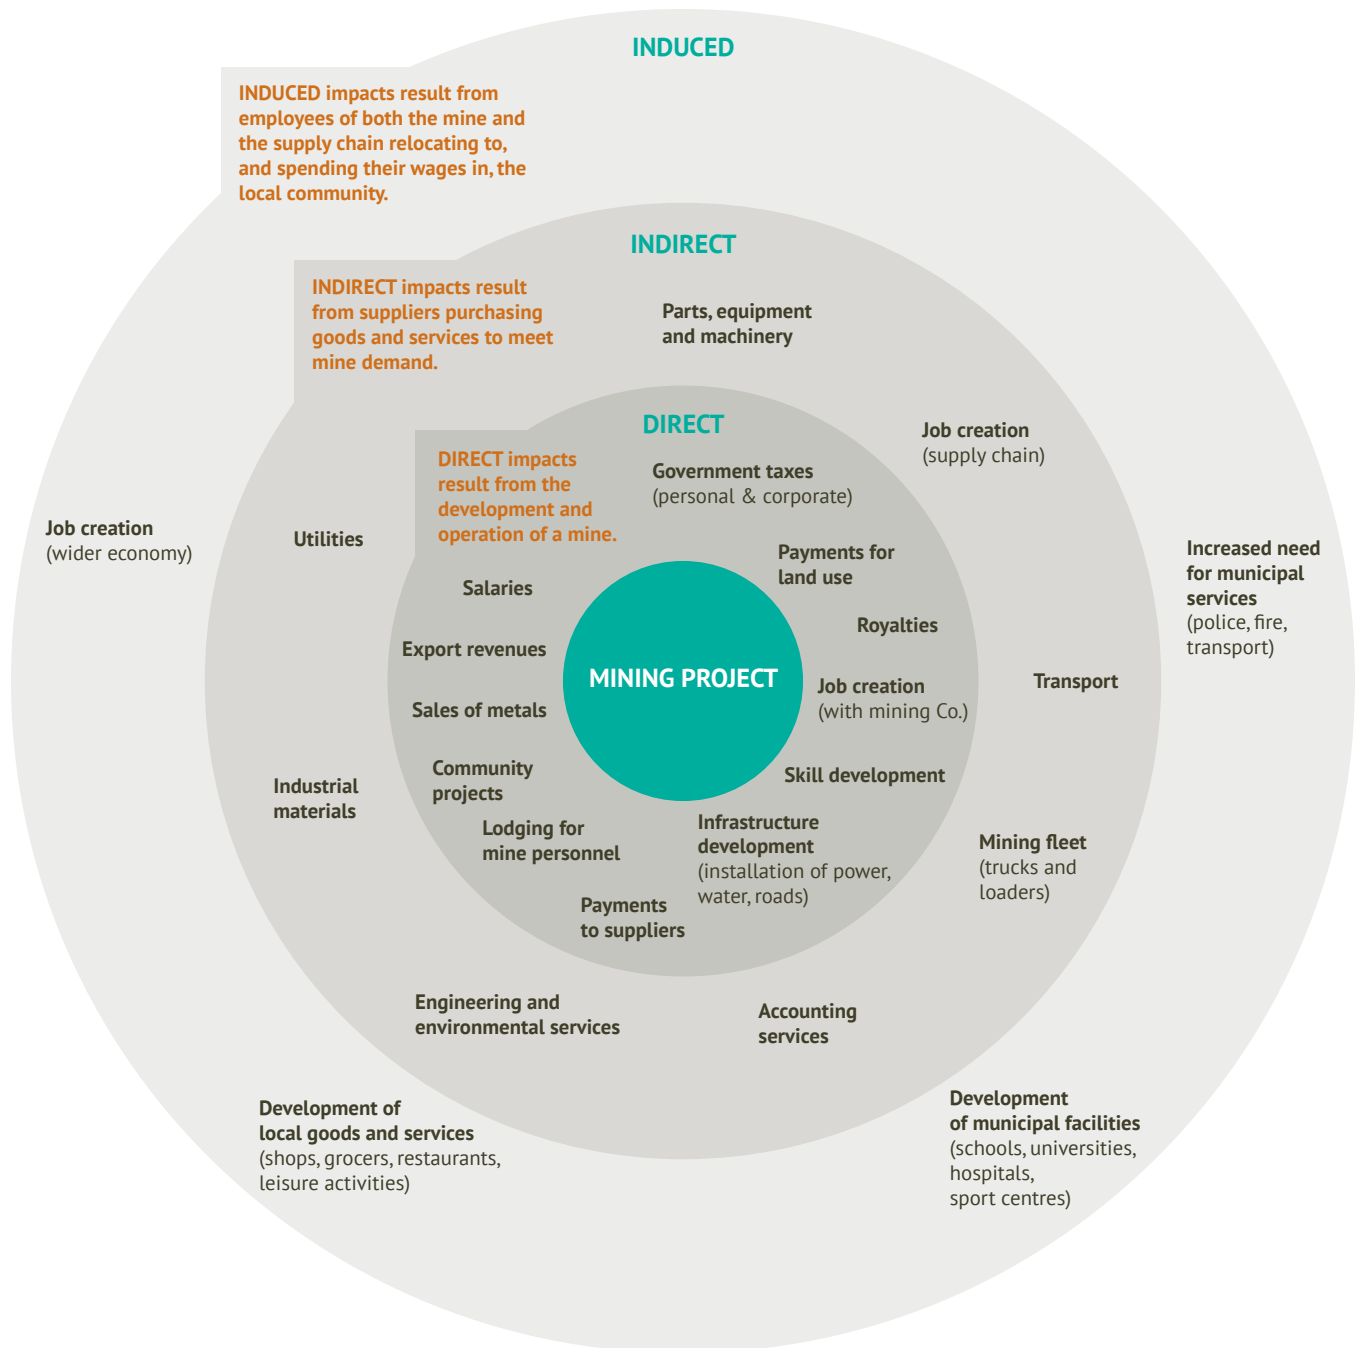 INDUCED
INDUCED impacts result from
employees of both the mine and
the supply chain relocating to,
and spending their wages in, the
local community.
INDIRECT
INDIRECT impacts result
from suppliers purchasing
goods and services to meet
mine demand.
Parts, equipment
and machinery
DIRECT
DIRECT impacts
result from the
development and
operation of a mine.
Government taxes
(personal & corporate)
Job creation
(supply chain)
Job creation
(wider economy)
Utilities
Payments for
land use
Increased need
for municipal
services
(police, fire,
transport)
Salaries
Royalties
Export revenues
MINING PROJECT
Job creation
(with mining Co.)
Transport
Sales of metals
Community
projects
Skill development
Industrial
materials
Lodging for
mine personnel
Infrastructure
development
(installation of power,
water, roads)
Mining fleet
(trucks and
loaders)
Payments
to suppliers
Engineering and
environmental services
Accounting
services
Development of
local goods and services
(shops, grocers, restaurants,
leisure activities)
Development
of municipal facilities
(schools, universities,
hospitals,
sport centres)